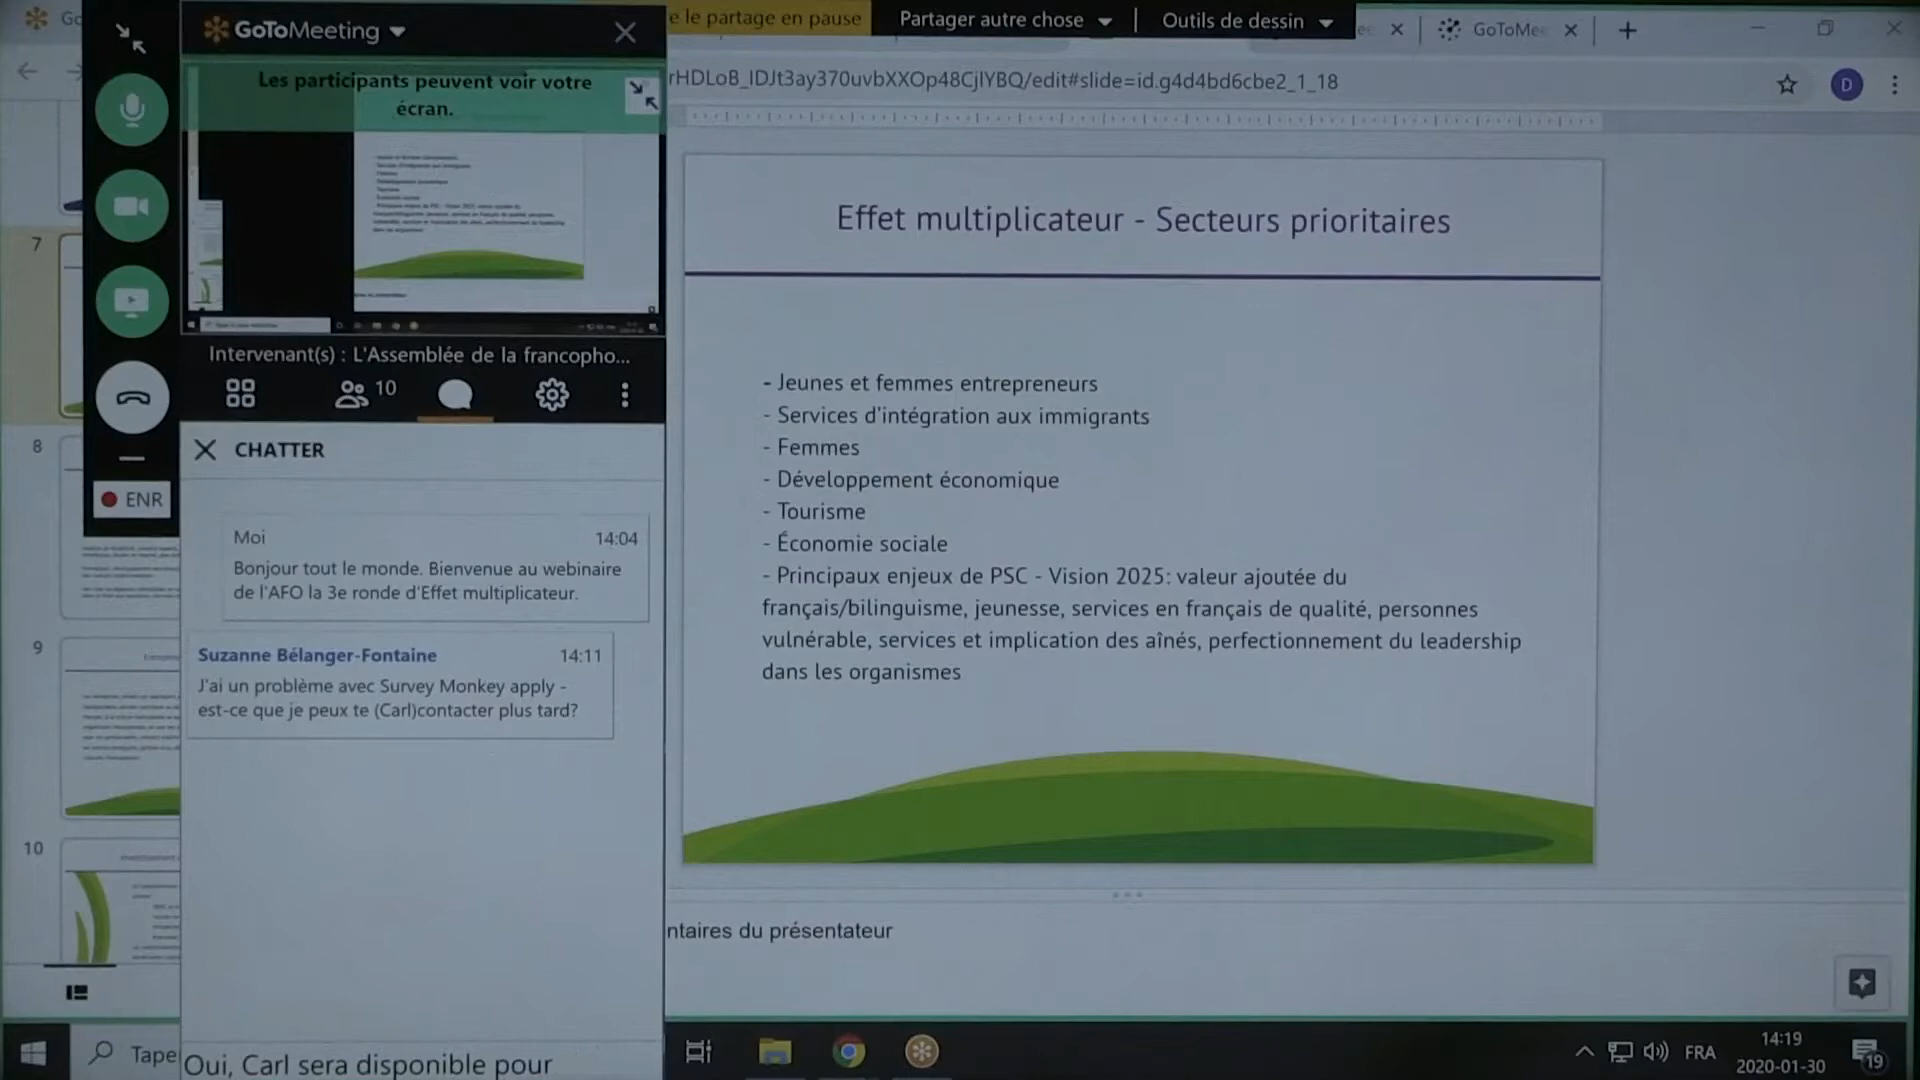 GoToMeeting
e le partage en pause
Partager autre chose
Outils de dessin
GoToMee
Les participants peuvent voir votre
écran.
rHDLoB_IDJt3ay370uvbXXOp48CjlYBQ/edit#slide=id.g4d4bd6cbe2_1_18
D
7
8
9
10
Intervenant(s) : L'Assemblée de la francopho...
10
CHATTER
ENR
Moi
14:04
Bonjour tout le monde. Bienvenue au webinaire
de l'AFO la 3e ronde d'Effet multiplicateur.
Suzanne Bélanger-Fontaine
14:11
J'ai un problème avec Survey Monkey apply -
est-ce que je peux te (Carl)contacter plus tard?
Oui, Carl sera disponible pour
Effet multiplicateur - Secteurs prioritaires
- Jeunes et femmes entrepreneurs
- Services d'intégration aux immigrants
- Femmes
- Développement économique
- Tourisme
- Économie sociale
- Principaux enjeux de PSC - Vision 2025: valeur ajoutée du
français/bilinguisme, jeunesse, services en français de qualité, personnes
vulnérable, services et implication des aînés, perfectionnement du leadership
dans les organismes
ntaires du présentateur
Tape
FRA
14:19
2020-01-30
19